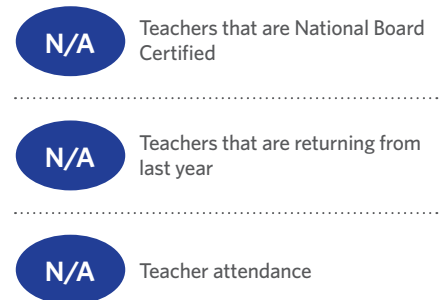 N/A
Teachers that are National Board
Certified
N/A
Teachers that are returning from
last year
N/A
Teacher attendance